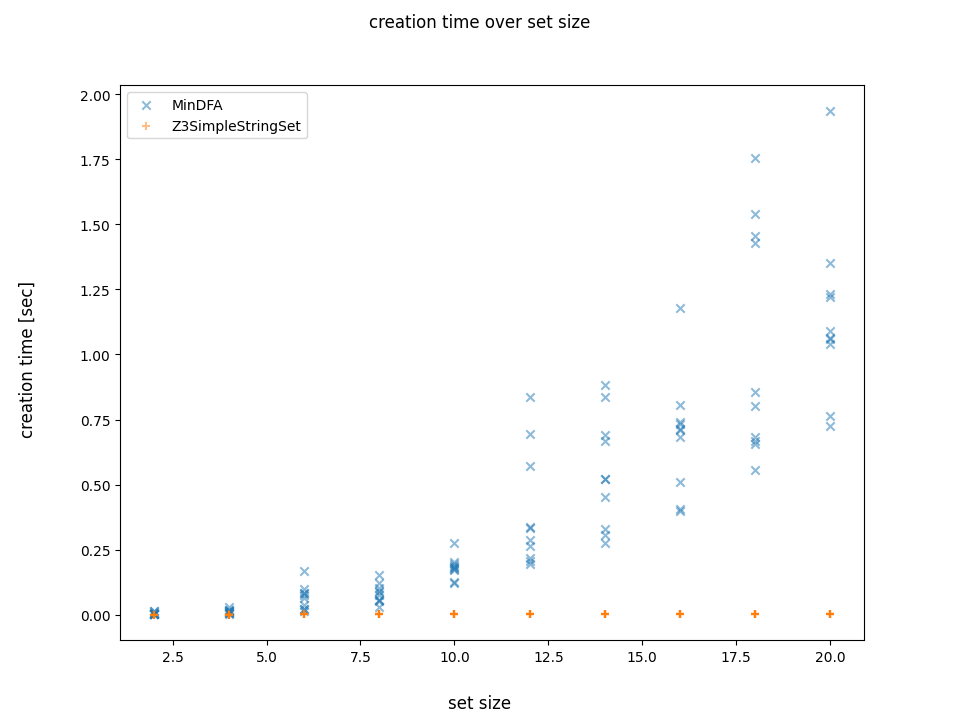 creation time over set size
MinDFA
Z3SimpleStringSet
2.00
1.75
1.50
1.25
1.00
0.75
0.50
0.25
0.00
creation time [sec]
2.5 5.0 7.5 10.0 12.5 15.0 17.5 20.0
set size